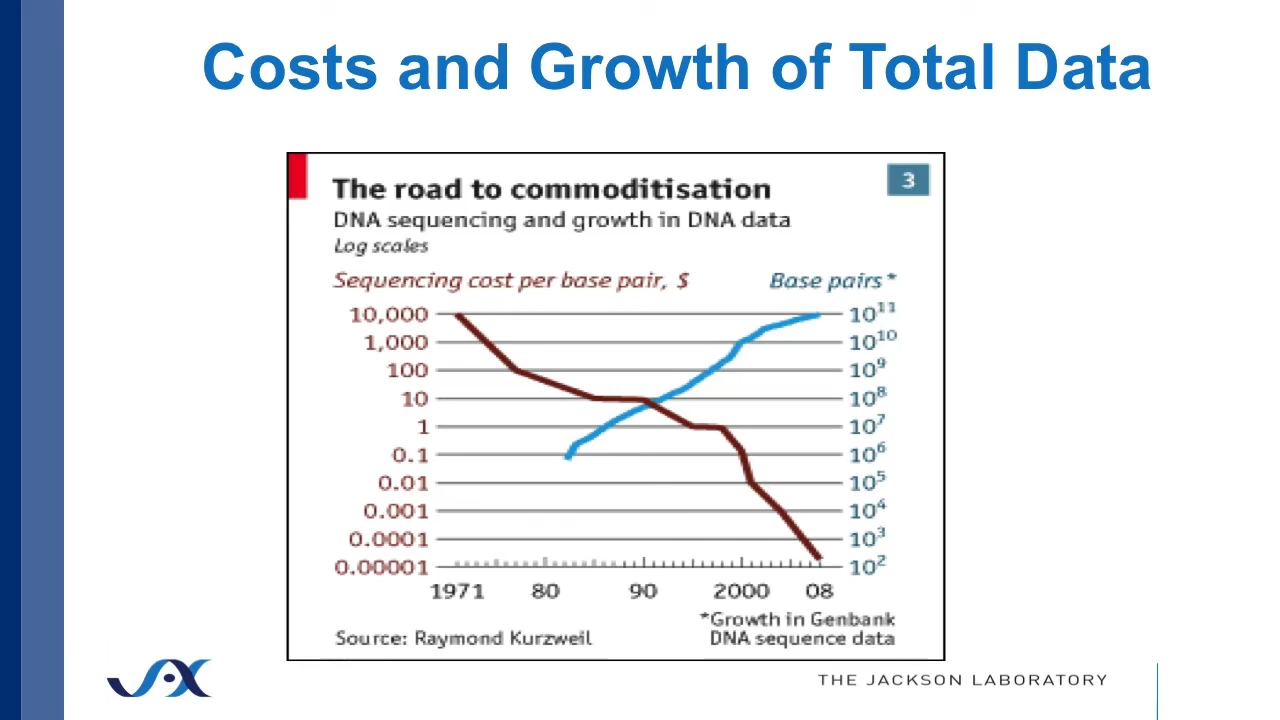 Costs and Growth of Total Data
The road to commoditisation
3
DNA sequencing and growth in DNA data
Log scales
Sequencing cost per base pair, $
Base pairs*
10,000
10¹¹
1,000
10¹⁰
100
10⁹
10
10⁸
1
10⁷
0.1
10⁶
0.01
10⁵
0.001
10⁴
0.0001
10³
0.00001
10²
1971 80 90 2000 08
*Growth in Genbank
DNA sequence data
Source: Raymond Kurzweil
JAX
THE JACKSON LABORATORY